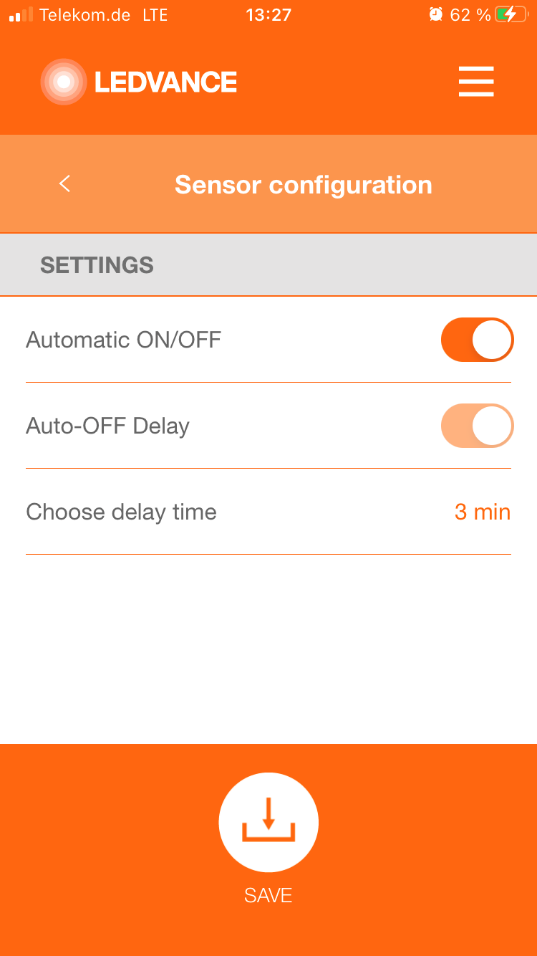 Telekom.de LTE 13:27 62 %
LEDVANCE
Sensor configuration
SETTINGS
Automatic ON/OFF
Auto-OFF Delay
Choose delay time 3 min
SAVE